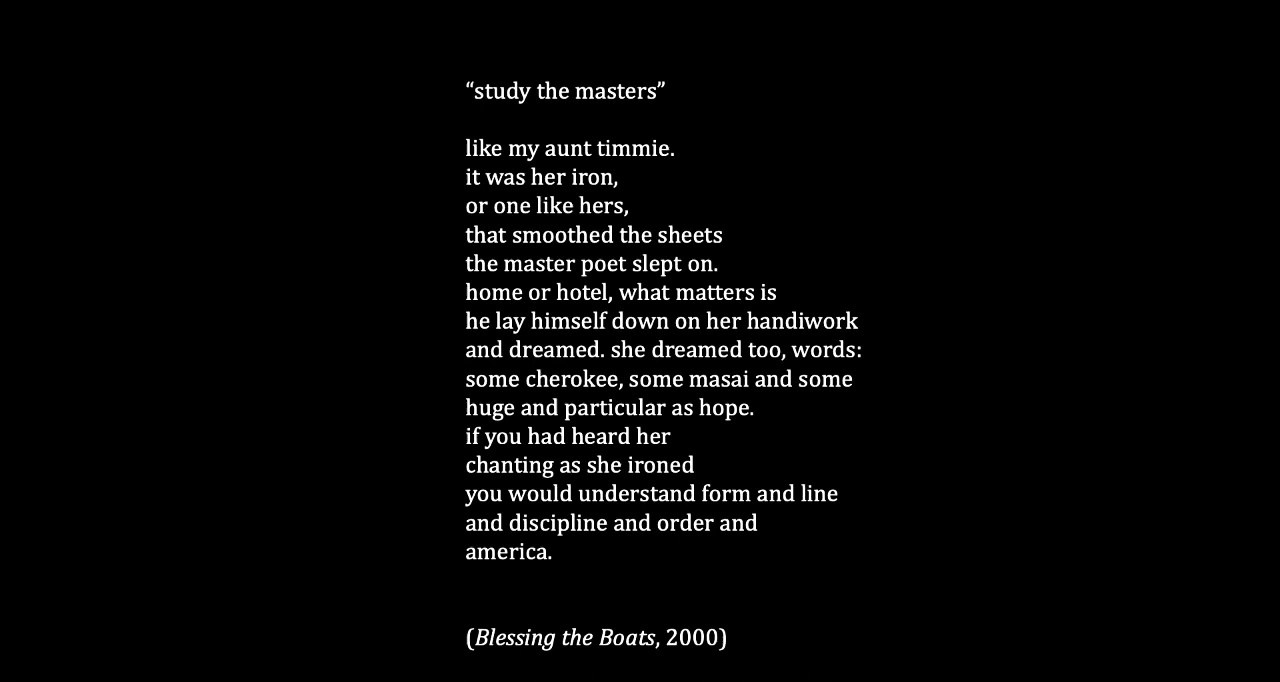 “study the masters”
like my aunt timmie.
it was her iron,
or one like hers,
that smoothed the sheets
the master poet slept on.
home or hotel, what matters is
he lay himself down on her handiwork
and dreamed. she dreamed too, words:
some cherokee, some masai and some
huge and particular as hope.
if you had heard her
chanting as she ironed
you would understand form and line
and discipline and order and
america.
(Blessing the Boats, 2000)